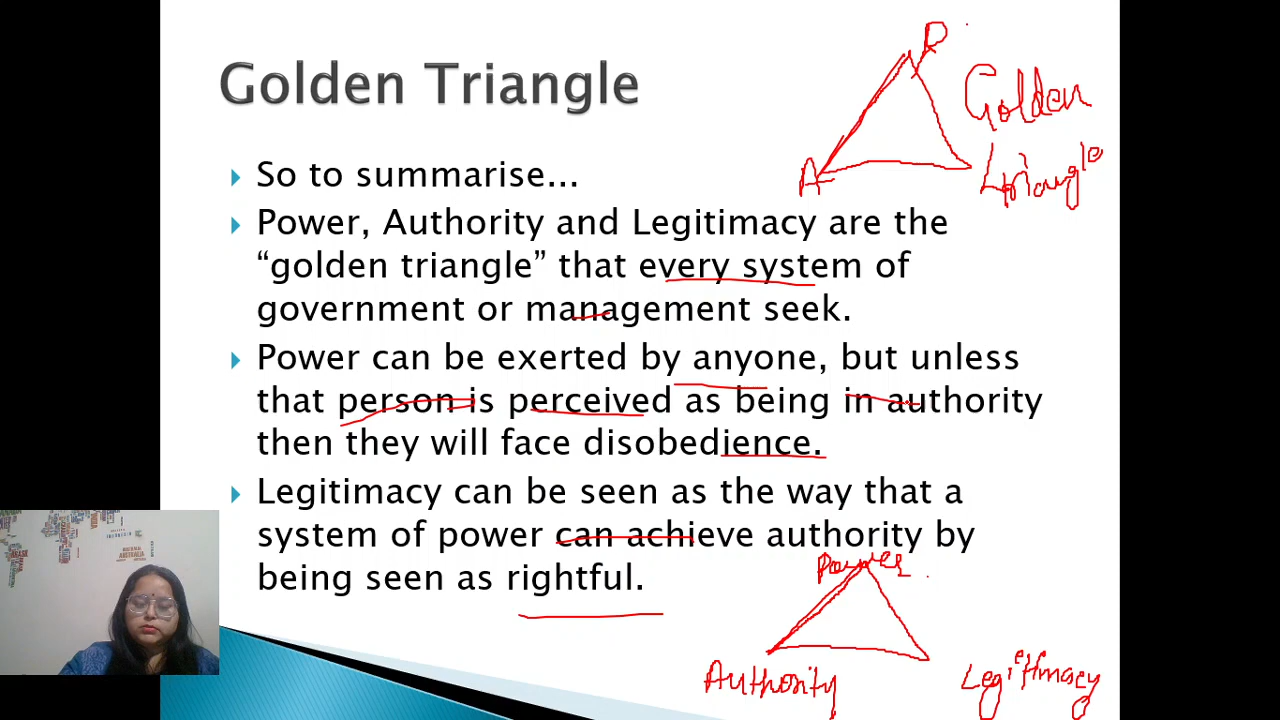 Golden Triangle
So to summarise...
Power, Authority and Legitimacy are the
“golden triangle” that every system of
government or management seek.
Power can be exerted by anyone, but unless
that person is perceived as being in authority
then they will face disobedience.
Legitimacy can be seen as the way that a
system of power can achieve authority by
being seen as rightful.
P
Golden
A
L
triangle
Power
Authority
Legitimacy